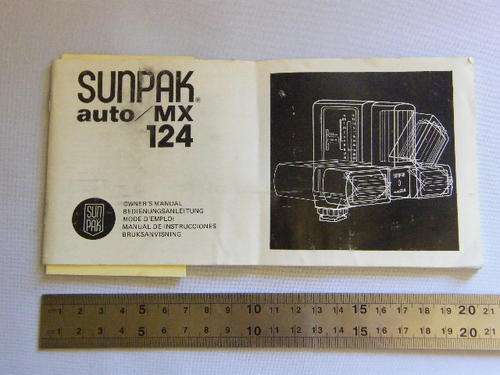 SUNPAK®
auto/MX
124
SUN
PAK
OWNER'S MANUAL
BEDIENUNGSANLEITUNG
MODE D'EMPLOI
MANUAL DE INSTRUCCIONES
BRUKSANVISNING
1 2 3 4 5 6 7 8 9 10 11 12 13 14 15 16 17 18 19 20 21
1 2 3 4 5 6 7 8 9 10 11 12 13 14 15 16 17 18 19 20 21